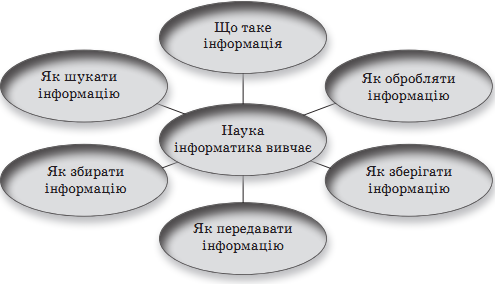 Що таке
інформація
Як шукати
інформацію
Як обробляти
інформацію
Наука
інформатика вивчає
Як збирати
інформацію
Як зберігати
інформацію
Як передавати
інформацію